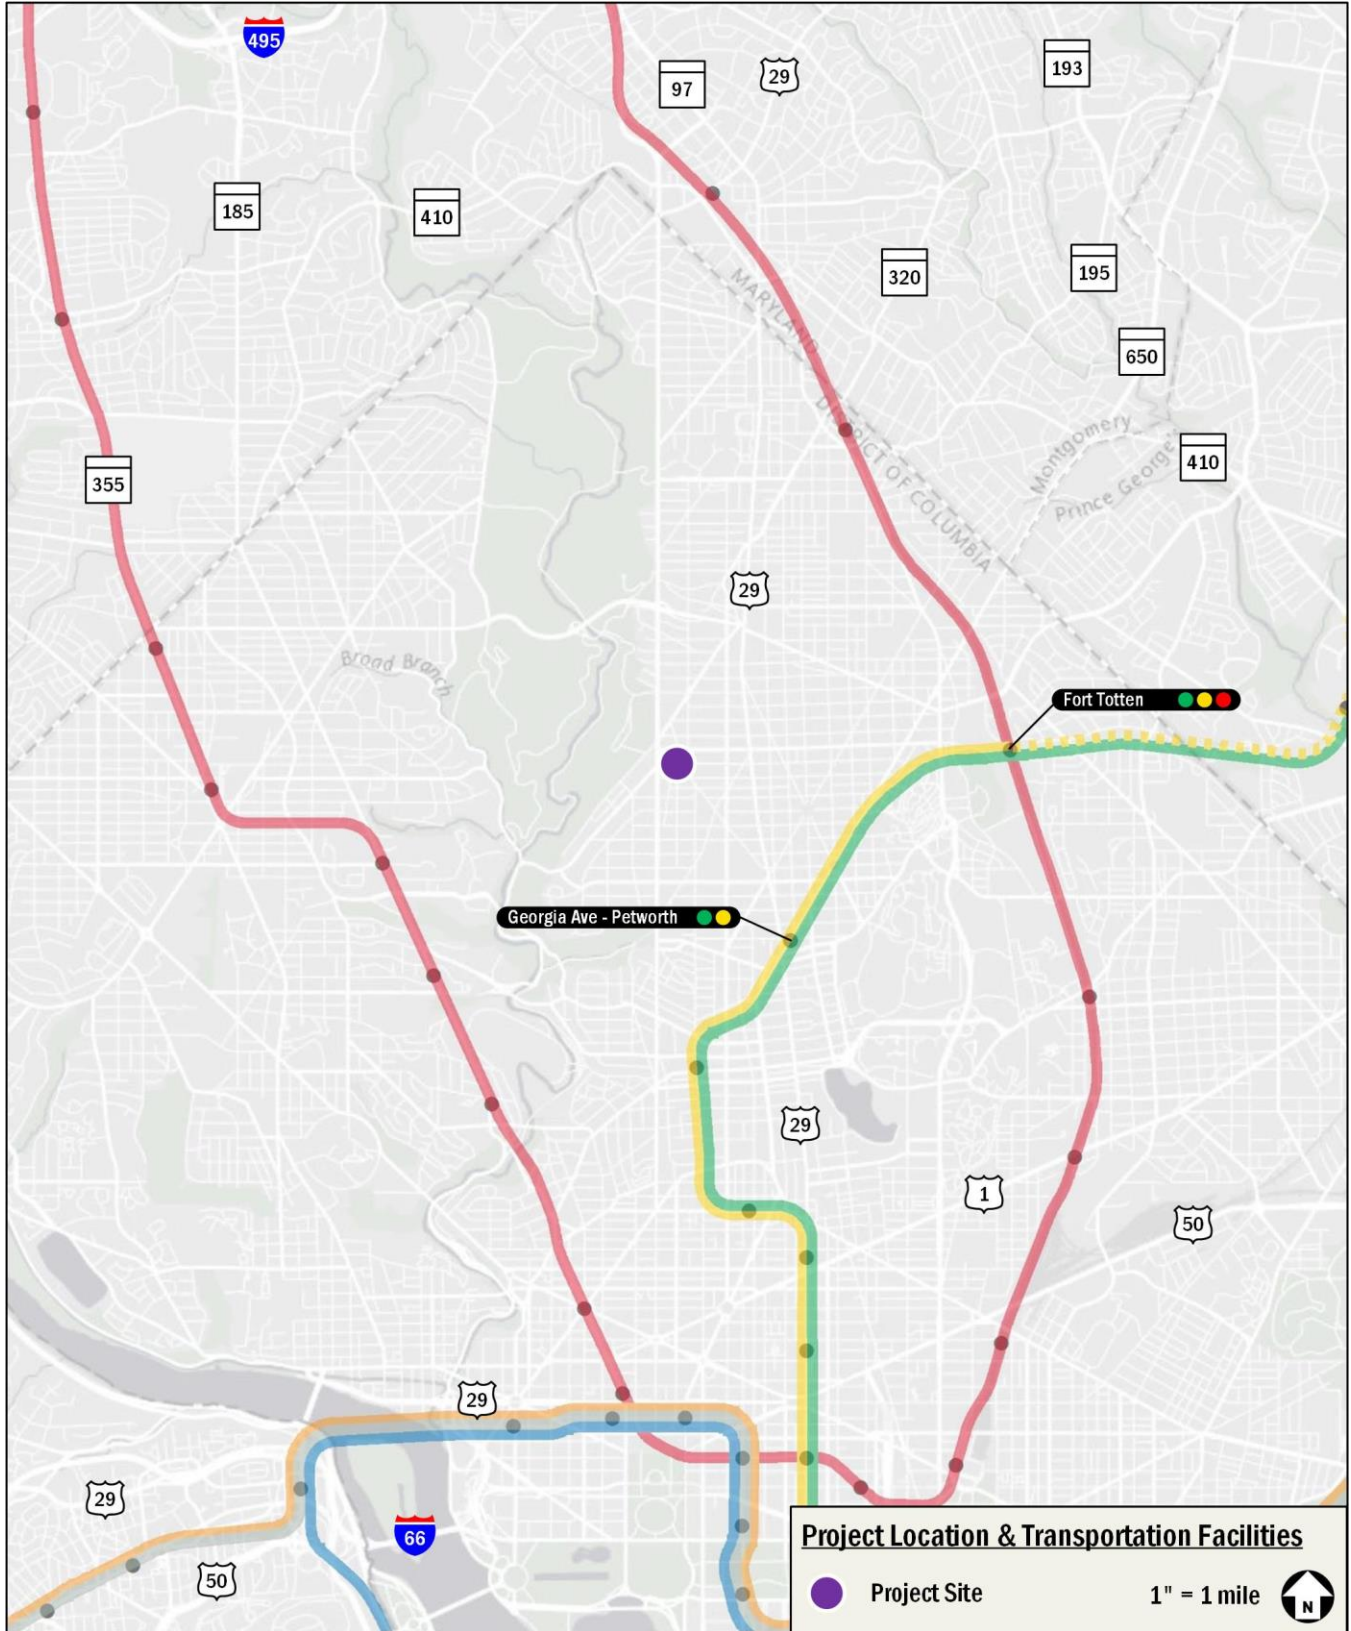 495
97
29
193
185
410
320
195
MARYLAND
650
DISTRICT OF COLUMBIA
Montgomery
Prince George'
410
355
29
Broad Branch
Fort Totten
Georgia Ave - Petworth
29
1
50
29
29
66
50
Project Location & Transportation Facilities
Project Site
1" = 1 mile
N